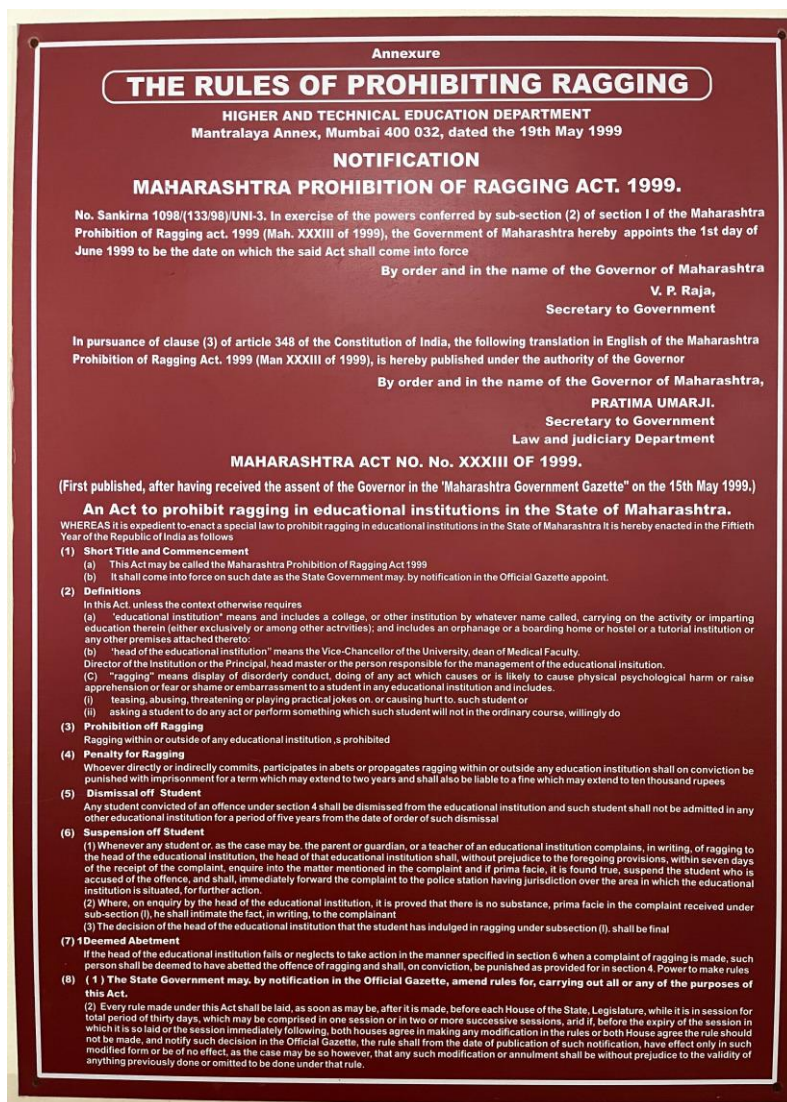 Annexure
THE RULES OF PROHIBITING RAGGING
HIGHER AND TECHNICAL EDUCATION DEPARTMENT
Mantralaya Annex, Mumbai 400 032, dated the 19th May 1999
NOTIFICATION
MAHARASHTRA PROHIBITION OF RAGGING ACT. 1999.
No. Sankirna 1098/(133/98)/UNI-3. In exercise of the powers conferred by sub-section (2) of section I of the Maharashtra
Prohibition of Ragging act. 1999 (Mah. XXXIII of 1999), the Government of Maharashtra hereby appoints the 1st day of
June 1999 to be the date on which the said Act shall come into force
By order and in the name of the Governor of Maharashtra
V. P. Raja,
Secretary to Government
In pursuance of clause (3) of article 348 of the Constitution of India, the following translation in English of the Maharashtra
Prohibition of Ragging Act. 1999 (Man XXXIII of 1999), is hereby published under the authority of the Governor
By order and in the name of the Governor of Maharashtra,
PRATIMA UMARJI.
Secretary to Government
Law and judiciary Department
MAHARASHTRA ACT NO. No. XXXIII OF 1999.
(First published, after having received the assent of the Governor in the 'Maharashtra Government Gazette" on the 15th May 1999.)
An Act to prohibit ragging in educational institutions in the State of Maharashtra.
WHEREAS it is expedient to-enact a special law to prohibit ragging in educational institutions in the State of Maharashtra It is hereby enacted in the Fiftieth
Year of the Republic of India as follows
(1) Short Title and Commencement
(a) This Act may be called the Maharashtra Prohibition of Ragging Act 1999
(b) It shall come into force on such date as the State Government may. by notification in the Official Gazette appoint.
(2) Definitions
In this Act. unless the context otherwise requires
(a) 'educational institution" means and includes a college, or other institution by whatever name called, carrying on the activity or imparting
education therein (either exclusively or among other actrvities); and includes an orphanage or a boarding home or hostel or a tutorial institution or
any other premises attached thereto:
(b) 'head of the educational institution" means the Vice-Chancellor of the University, dean of Medical Faculty.
Director of the Institution or the Principal, head master or the person responsible for the management of the educational insitution.
(C) "ragging" means display of disorderly conduct, doing of any act which causes or is likely to cause physical psychological harm or raise
apprehension or fear or shame or embarrassment to a student in any educational institution and includes.
(i) teasing, abusing, threatening or playing practical jokes on. or causing hurt to. such student or
(ii) asking a student to do any act or perform something which such student will not in the ordinary course, willingly do
(3) Prohibition off Ragging
Ragging within or outside of any educational institution ,s prohibited
(4) Penalty for Ragging
Whoever directly or indireclly commits, participates in abets or propagates ragging within or outside any education institution shall on conviction be
punished with imprisonment for a term which may extend to two years and shall also be liable to a fine which may extend to ten thousand rupees
(5) Dismissal off Student
Any student convicted of an offence under section 4 shall be dismissed from the educational institution and such student shall not be admitted in any
other educational institution for a period of five years from the date of order of such dismissal
(6) Suspension off Student
(1) Whenever any student or. as the case may be. the parent or guardian, or a teacher of an educational institution complains, in writing, of ragging to
the head of the educational institution, the head of that educational institution shall, without prejudice to the foregoing provisions, within seven days
of the receipt of the complaint, enquire into the matter mentioned in the complaint and if prima facie, it is found true, suspend the student who is
accused of the offence, and shall, immediately forward the complaint to the police station having jurisdiction over the area in which the educational
institution is situated, for further action.
(2) Where, on enquiry by the head of the educational institution, it is proved that there is no substance, prima facie in the complaint received under
sub-section (I), he shall intimate the fact, in writing, to the complainant
(3) The decision of the head of the educational institution that the student has indulged in ragging under subsection (I). shall be final
(7) 1Deemed Abetment
If the head of the educational institution fails or neglects to take action in the manner specified in section 6 when a complaint of ragging is made, such
person shall be deemed to have abetted the offence of ragging and shall, on conviction, be punished as provided for in section 4. Power to make rules
(8) ( 1 ) The State Government may. by notification in the Official Gazette, amend rules for, carrying out all or any of the purposes of
this Act.
(2) Every rule made under this Act shall be laid, as soon as may be, after it is made, before each House of the State, Legislature, while it is in session for
total period of thirty days, which may be comprised in one session or in two or more successive sessions, arid if, before the expiry of the session in
which it is so laid or the session immediately following, both houses agree in making any modification in the rules or both House agree the rule should
not be made, and notify such decision in the Official Gazette, the rule shall from the date of publication of such notification, have effect only in such
modified form or be of no effect, as the case may be so however, that any such modification or annulment shall be without prejudice to the validity of
anything previously done or omitted to be done under that rule.